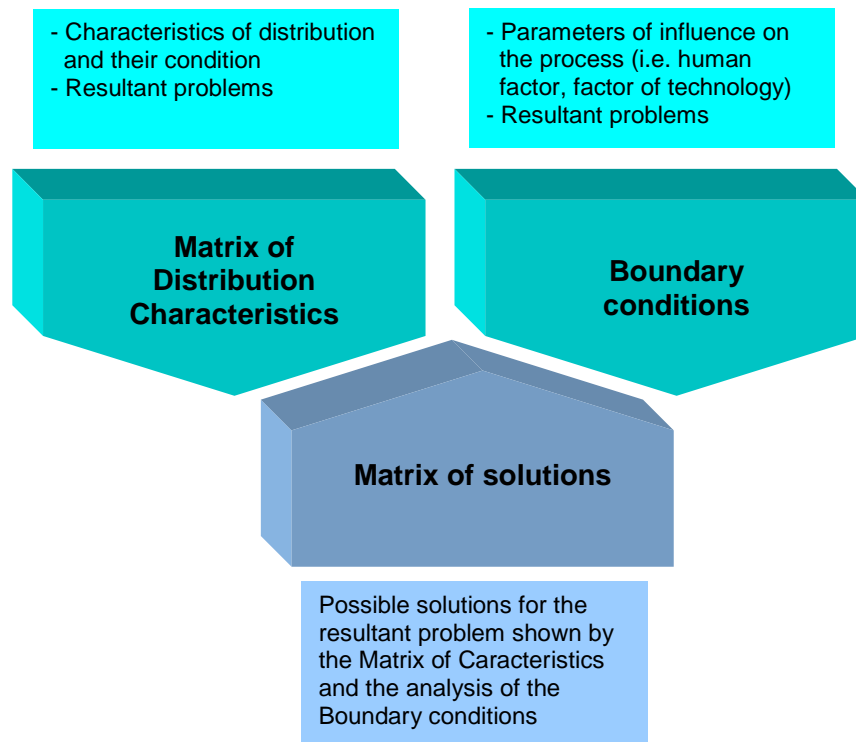 - Characteristics of distribution
and their condition
- Resultant problems
- Parameters of influence on
the process (i.e. human
factor, factor of technology)
- Resultant problems
Matrix of
Distribution
Characteristics
Boundary
conditions
Matrix of solutions
Possible solutions for the
resultant problem shown by
the Matrix of Caracteristics
and the analysis of the
Boundary conditions